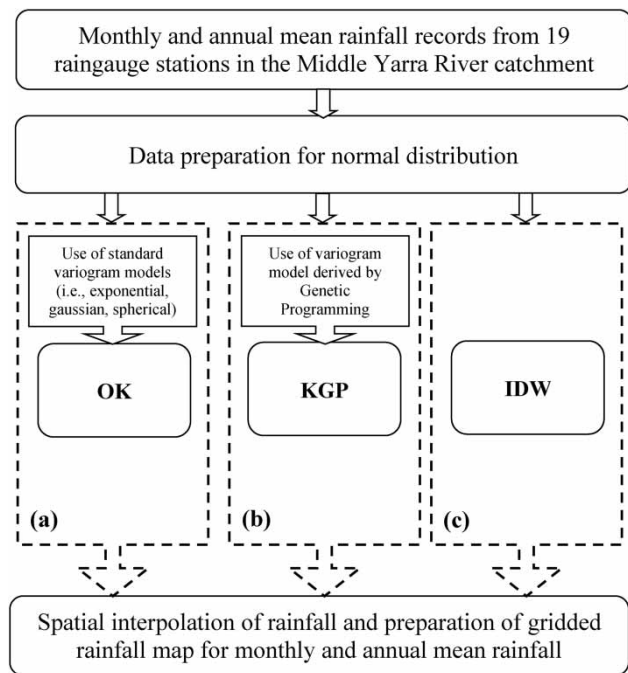 Monthly and annual mean rainfall records from 19
raingauge stations in the Middle Yarra River catchment
Data preparation for normal distribution
Use of standard
variogram models
(i.e., exponential,
gaussian, spherical)
OK
(a)
Use of variogram
model derived by
Genetic
Programming
KGP
(b)
IDW
(c)
Spatial interpolation of rainfall and preparation of gridded
rainfall map for monthly and annual mean rainfall